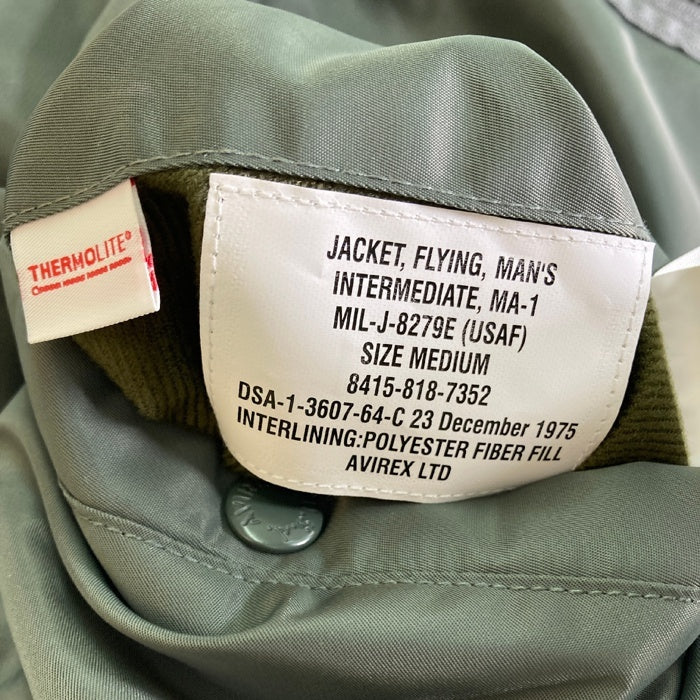 THERMOLITE®
JACKET, FLYING, MAN'S
INTERMEDIATE, MA-1
MIL-J-8279E (USAF)
SIZE MEDIUM
8415-818-7352
DSA-1-3607-64-C 23 December 1975
INTERLINING:POLYESTER FIBER FILL
AVIREX LTD